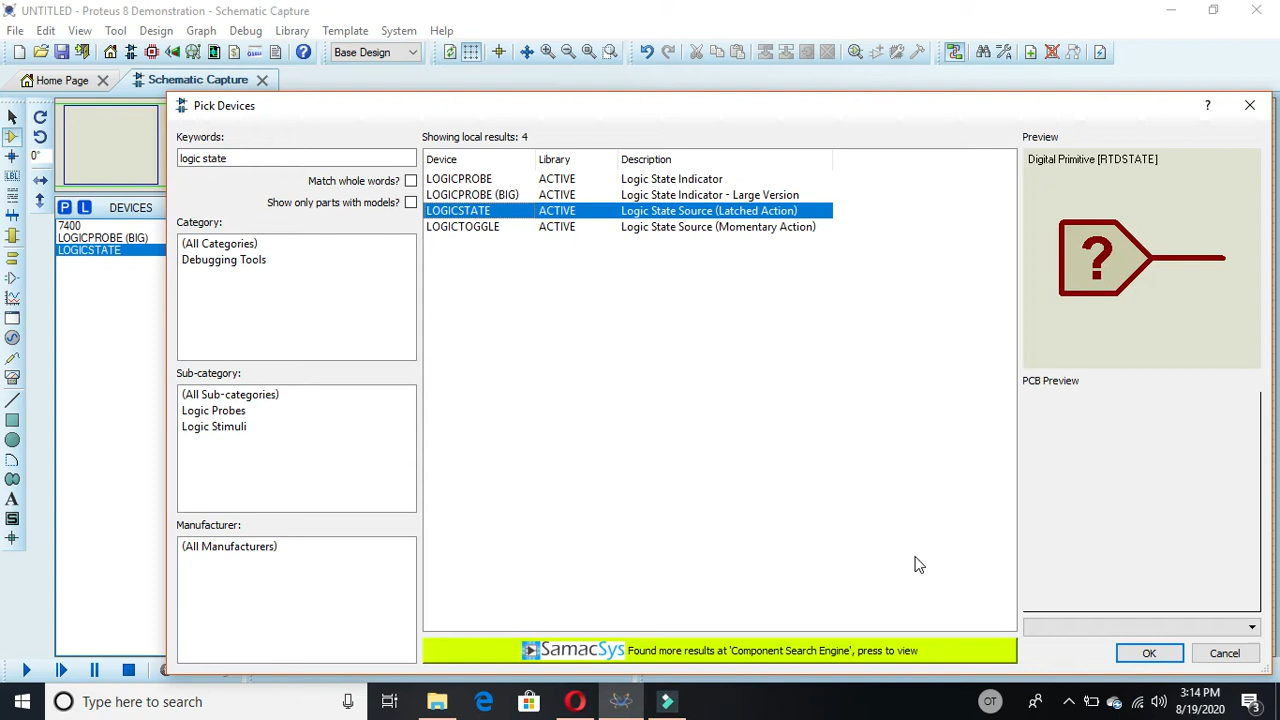 UNTITLED - Proteus 8 Demonstration - Schematic Capture
File Edit View Tool Design Graph Debug Library Template System Help
Base Design
Home Page
Schematic Capture
Pick Devices
Keywords:
logic state
Match whole words?
Show only parts with models?
Category:
(All Categories)
Debugging Tools
Sub-category:
(All Sub-categories)
Logic Probes
Logic Stimuli
Manufacturer:
(All Manufacturers)
0°
P L DEVICES
7400
LOGICPROBE (BIG)
LOGICSTATE
LBL
A
S
Showing local results: 4
Device Library Description
LOGICPROBE ACTIVE Logic State Indicator
LOGICPROBE (BIG) ACTIVE Logic State Indicator - Large Version
LOGICSTATE ACTIVE Logic State Source (Latched Action)
LOGICTOGGLE ACTIVE Logic State Source (Momentary Action)
SamacSys Found more results at 'Component Search Engine', press to view
Preview
Digital Primitive [RTDSTATE]
?
PCB Preview
OK Cancel
Type here to search
OT
3:14 PM
8/19/2020
3